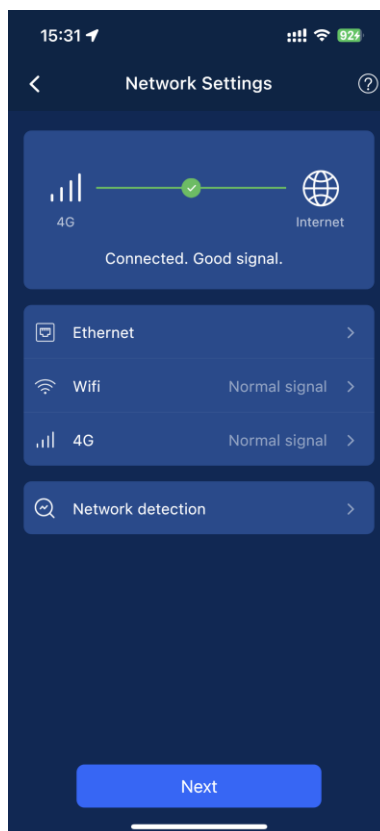 15:31
92
Network Settings
?
4G
Internet
Connected. Good signal.
Ethernet
Wifi Normal signal
4G Normal signal
Network detection
Next